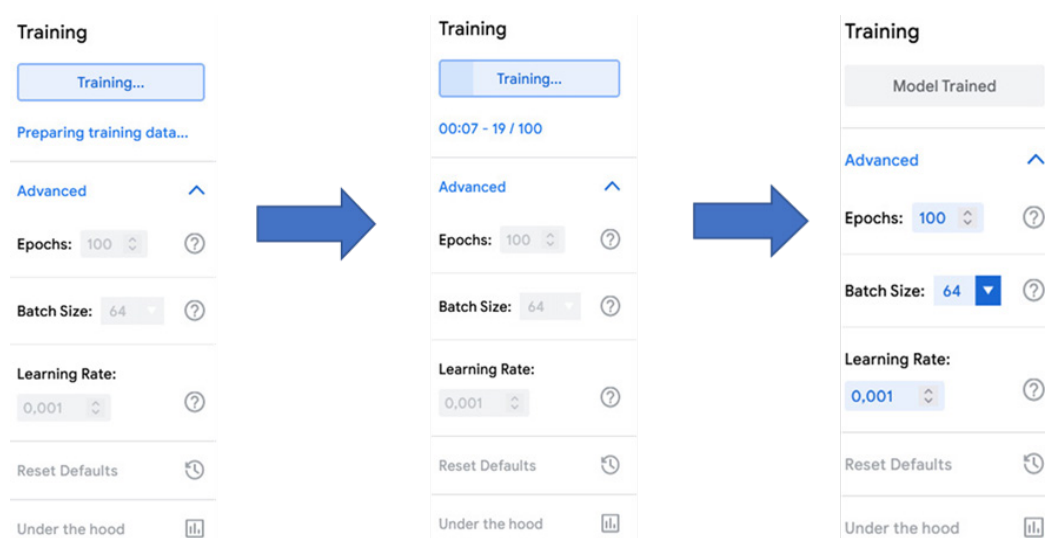 Training
Training...
Preparing training data...
Advanced
Epochs: 100
Batch Size: 64
Learning Rate:
0,001
Reset Defaults
Under the hood
Training
Training...
00:07 - 19 / 100
Advanced
Epochs: 100
Batch Size: 64
Learning Rate:
0,001
Reset Defaults
Under the hood
Training
Model Trained
Advanced
Epochs: 100
Batch Size: 64
Learning Rate:
0,001
Reset Defaults
Under the hood